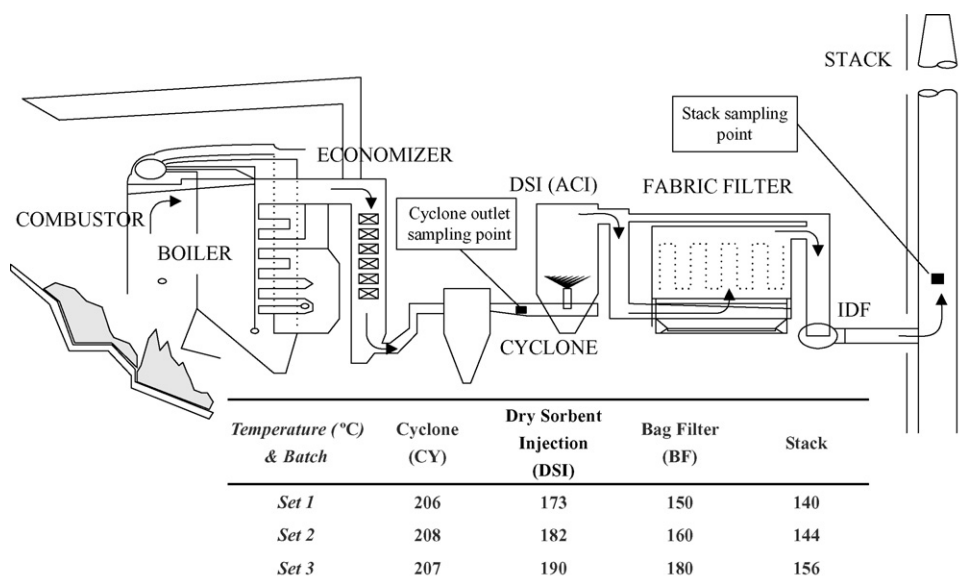 STACK
Stack sampling
point
ECONOMIZER
DSI (ACI)
FABRIC FILTER
COMBUSTOR
Cyclone outlet
sampling point
BOILER
IDF
CYCLONE
Temperature (°C) & Batch Cyclone (CY) Dry Sorbent Injection (DSI) Bag Filter (BF) Stack
Set 1 206 173 150 140
Set 2 208 182 160 144
Set 3 207 190 180 156